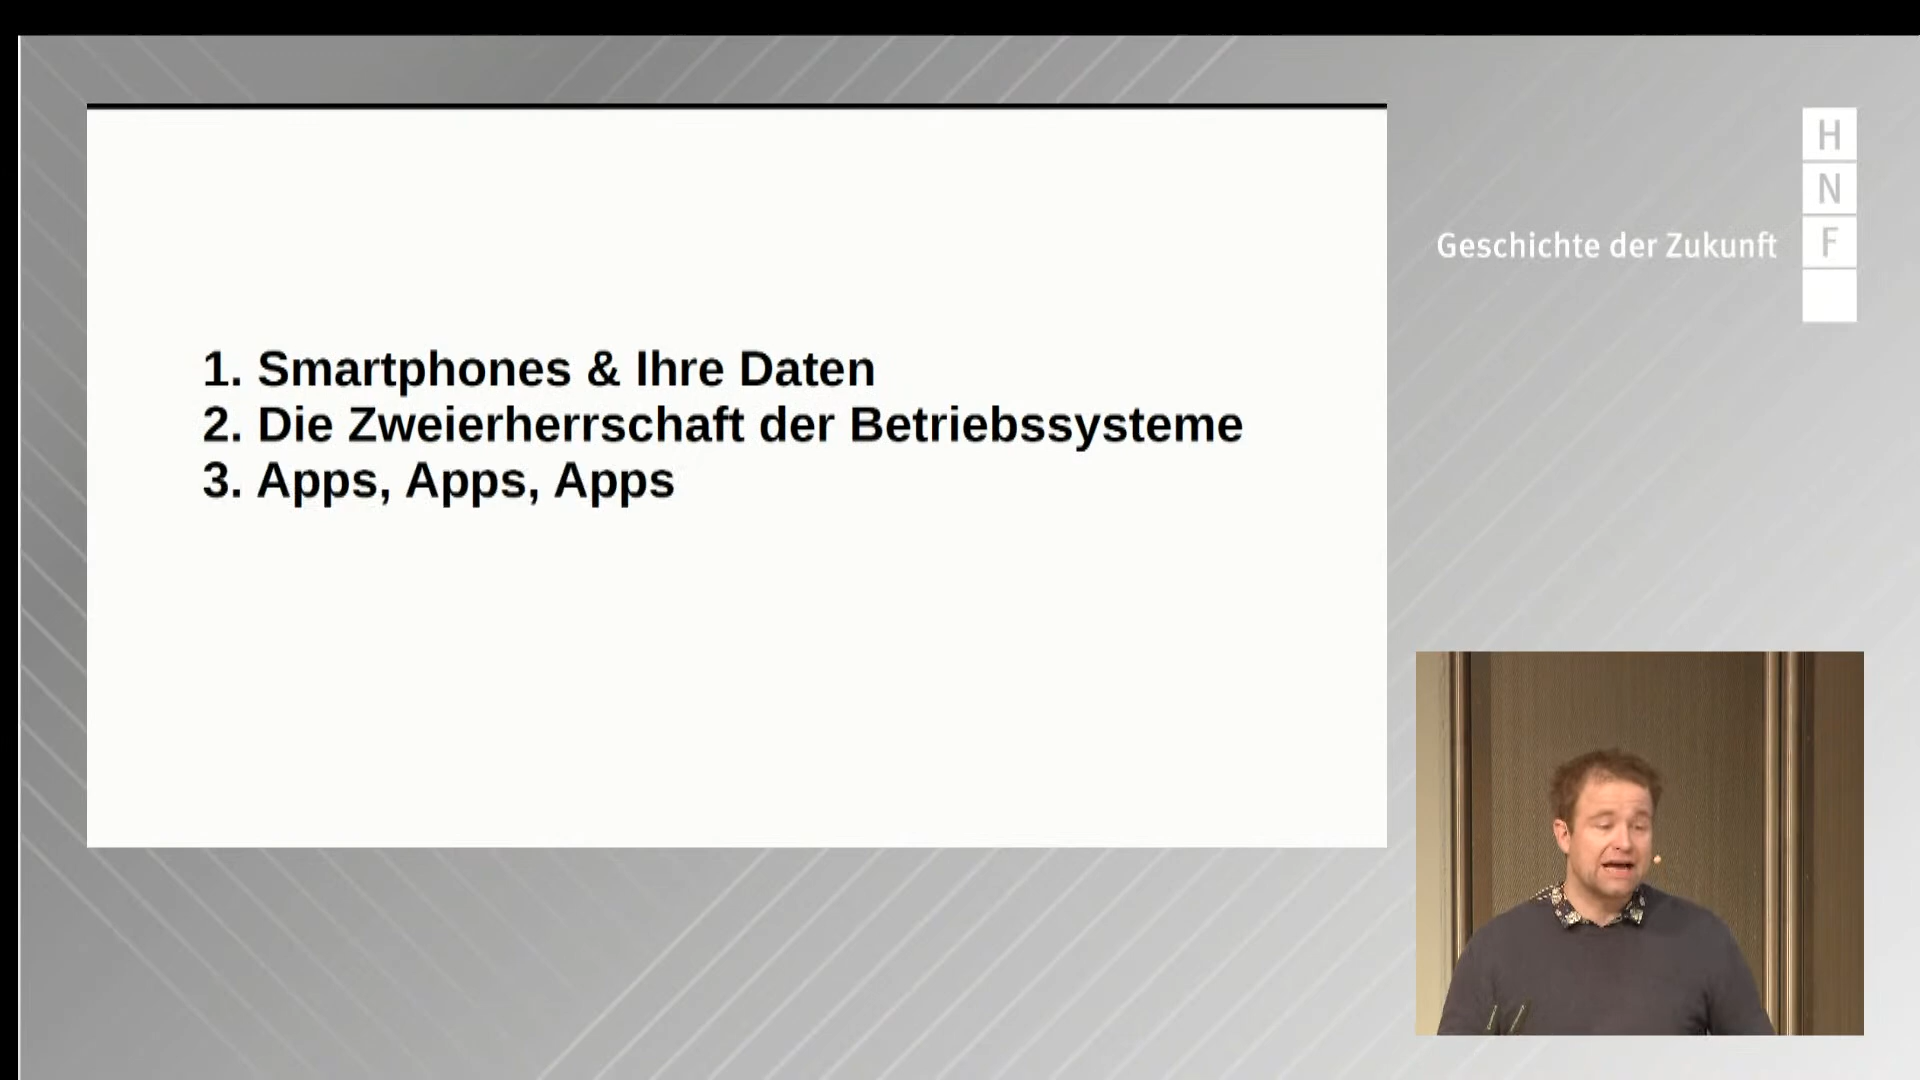 1. Smartphones & Ihre Daten
2. Die Zweierherrschaft der Betriebssysteme
3. Apps, Apps, Apps
Geschichte der Zukunft
H
N
F